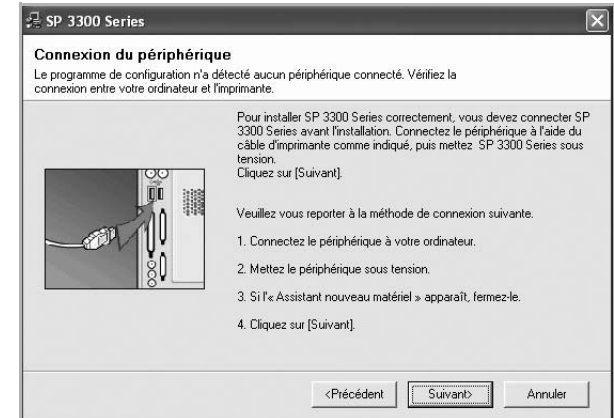 SP 3300 Series
Connexion du périphérique
Le programme de configuration n'a détecté aucun périphérique connecté. Vérifiez la
connexion entre votre ordinateur et l'imprimante.
Pour installer SP 3300 Series correctement, vous devez connecter SP
3300 Series avant l'installation. Connectez le périphérique à l'aide du
câble d'imprimante comme indiqué, puis mettez SP 3300 Series sous
tension.
Cliquez sur [Suivant].
Veuillez vous reporter à la méthode de connexion suivante.
1. Connectez le périphérique à votre ordinateur.
2. Mettez le périphérique sous tension.
3. Si l'« Assistant nouveau matériel » apparaît, fermez-le.
4. Cliquez sur [Suivant].
<Précédent
Suivant>
Annuler